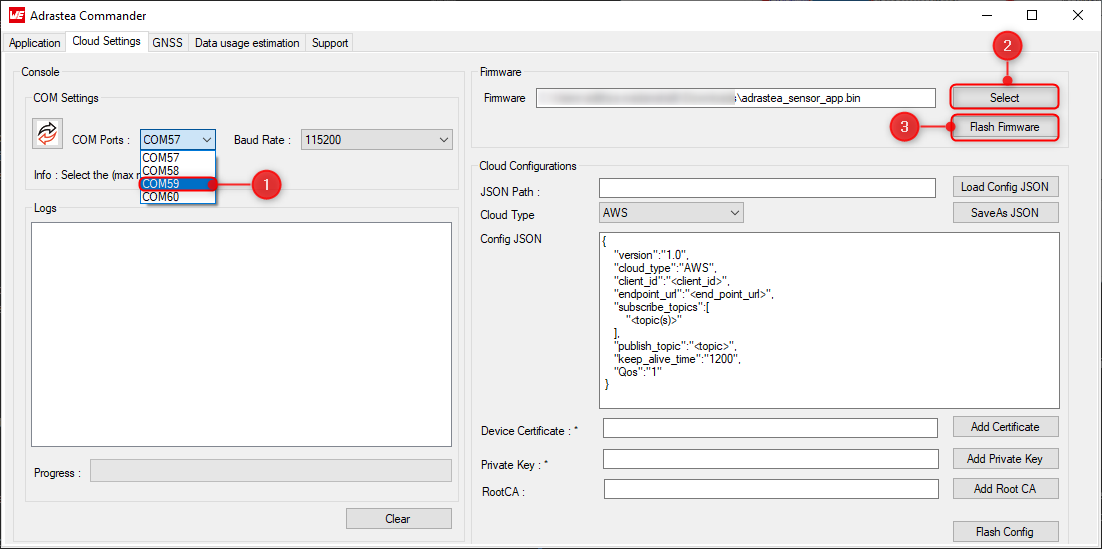 WE Adrastea Commander
Application Cloud Settings GNSS Data usage estimation Support
Console
COM Settings
COM Ports : COM57 Baud Rate : 115200
COM57
COM58
COM59
COM60
1
Info : Select the (max
Logs
Progress :
Clear
2
Firmware
Firmware \adrastea_sensor_app.bin Select
3 Flash Firmware
Cloud Configurations
JSON Path : Load Config JSON
Cloud Type AWS SaveAs JSON
Config JSON
{
"version":"1.0",
"cloud_type":"AWS",
"client_id":"<client_id>",
"endpoint_url":"<end_point_url>",
"subscribe_topics":[
"<topic(s)>"
],
"publish_topic":"<topic>",
"keep_alive_time":"1200",
"Qos":"1"
}
Device Certificate : * Add Certificate
Private Key : * Add Private Key
RootCA : Add Root CA
Flash Config